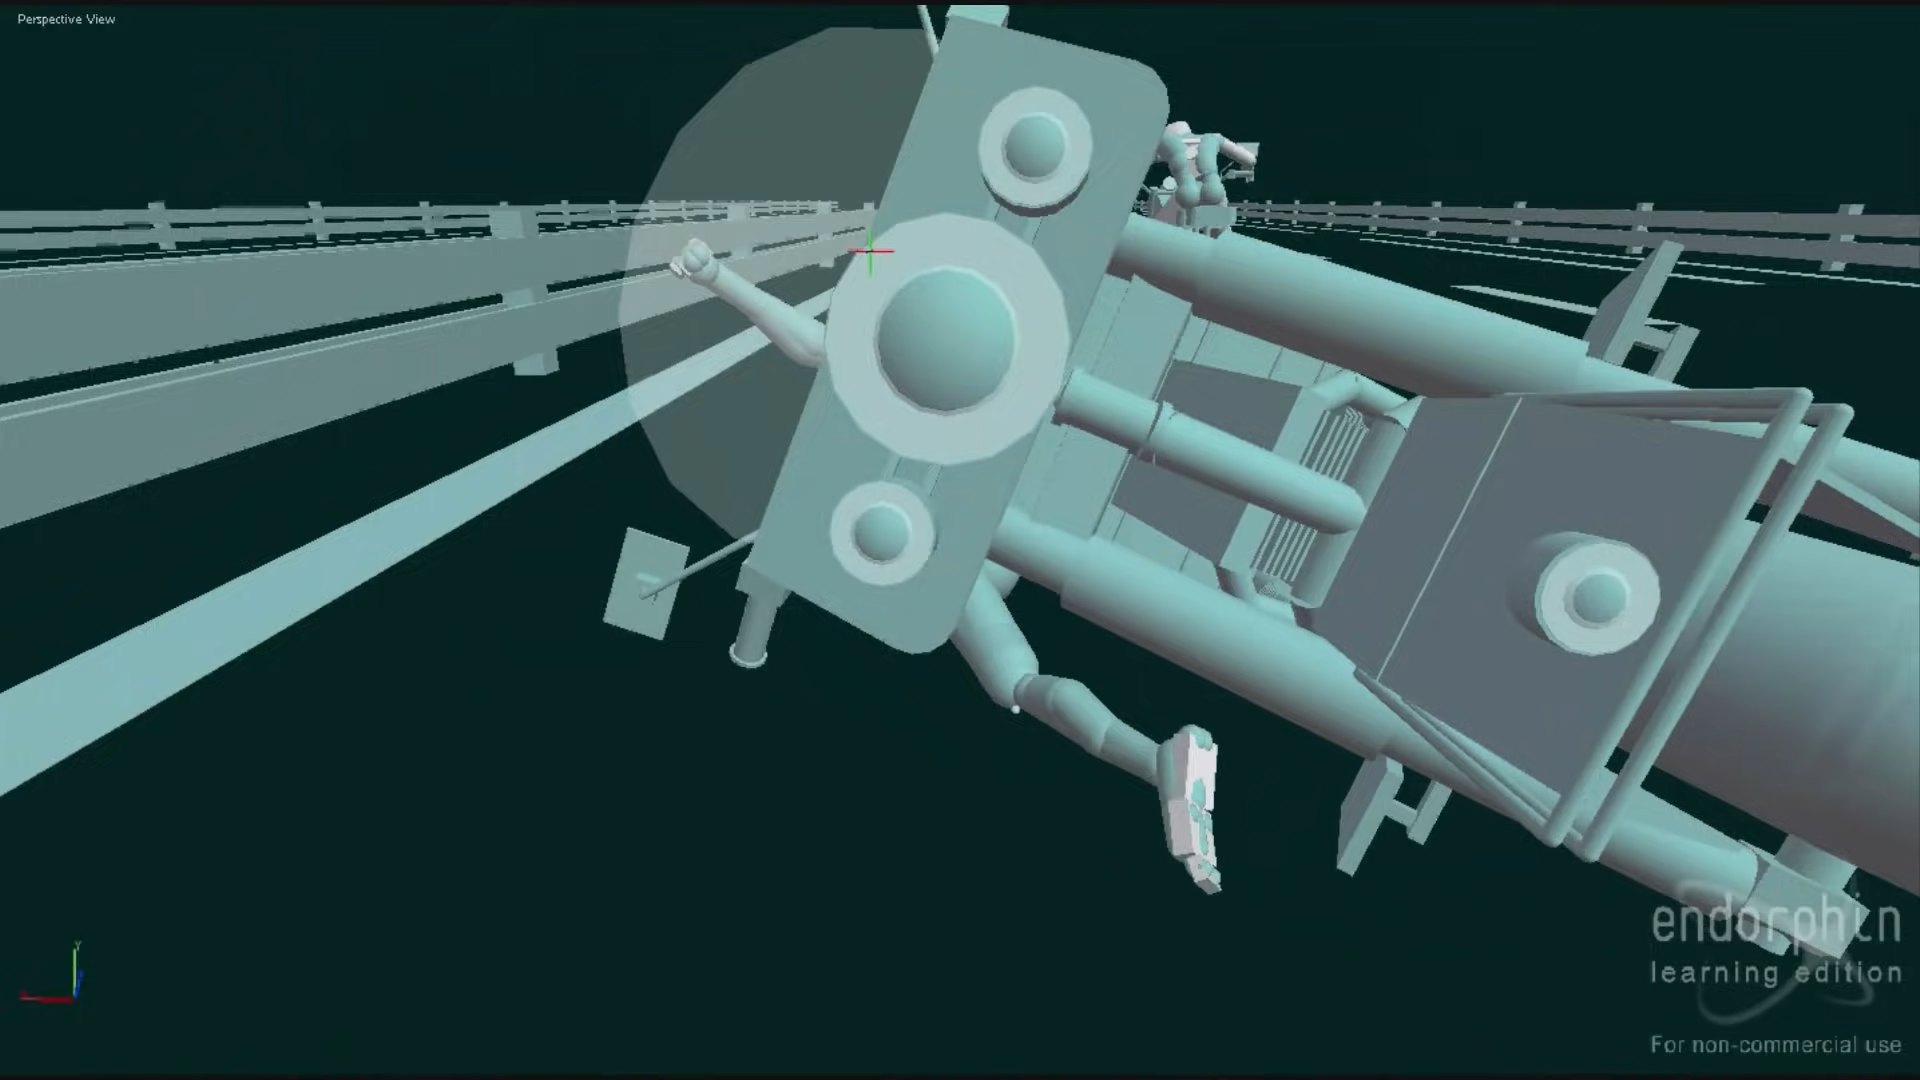 Perspective View
endorphin
learning edition
For non-commercial use
Y